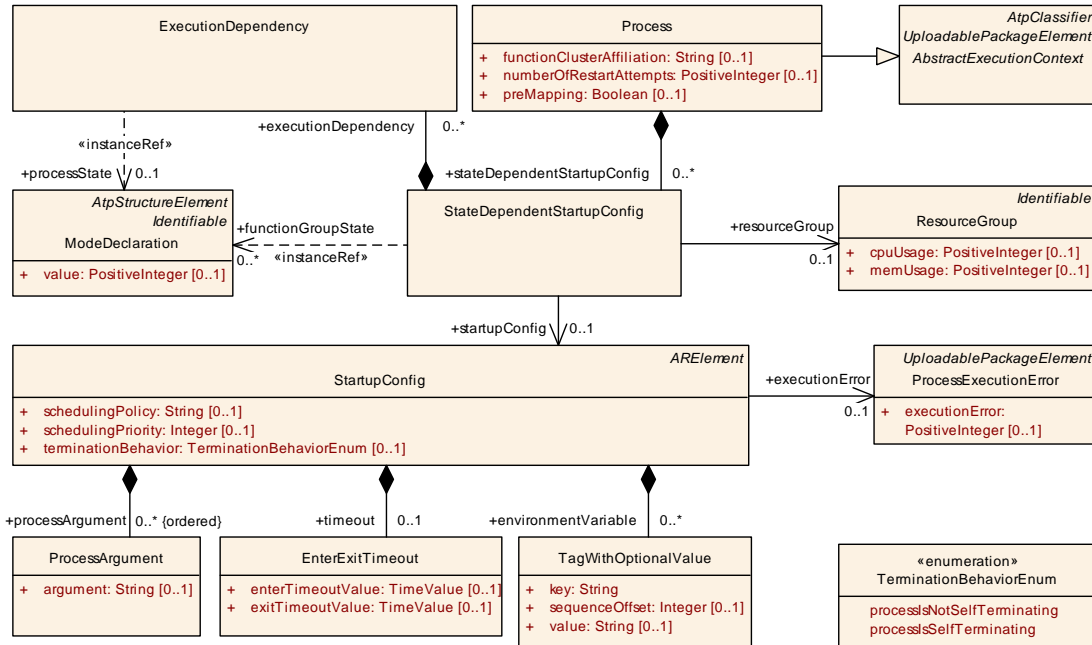 ExecutionDependency
Process
+ functionClusterAffiliation: String [0..1]
+ numberOfRestartAttempts: PositiveInteger [0..1]
+ preMapping: Boolean [0..1]
AtpClassifier
UploadablePackageElement
AbstractExecutionContext
+executionDependency 0..*
«instanceRef»
+processState 0..1
+stateDependentStartupConfig 0..*
AtpStructureElement
Identifiable
ModeDeclaration
+ value: PositiveInteger [0..1]
+functionGroupState
0..* «instanceRef»
StateDependentStartupConfig
+resourceGroup
0..1
Identifiable
ResourceGroup
+ cpuUsage: PositiveInteger [0..1]
+ memUsage: PositiveInteger [0..1]
+startupConfig 0..1
ARElement
StartupConfig
+ schedulingPolicy: String [0..1]
+ schedulingPriority: Integer [0..1]
+ terminationBehavior: TerminationBehaviorEnum [0..1]
+executionError
0..1
UploadablePackageElement
ProcessExecutionError
+ executionError:
PositiveInteger [0..1]
+processArgument 0..* {ordered}
+timeout 0..1
+environmentVariable 0..*
ProcessArgument
+ argument: String [0..1]
EnterExitTimeout
+ enterTimeoutValue: TimeValue [0..1]
+ exitTimeoutValue: TimeValue [0..1]
TagWithOptionalValue
+ key: String
+ sequenceOffset: Integer [0..1]
+ value: String [0..1]
«enumeration»
TerminationBehaviorEnum
processIsNotSelfTerminating
processIsSelfTerminating